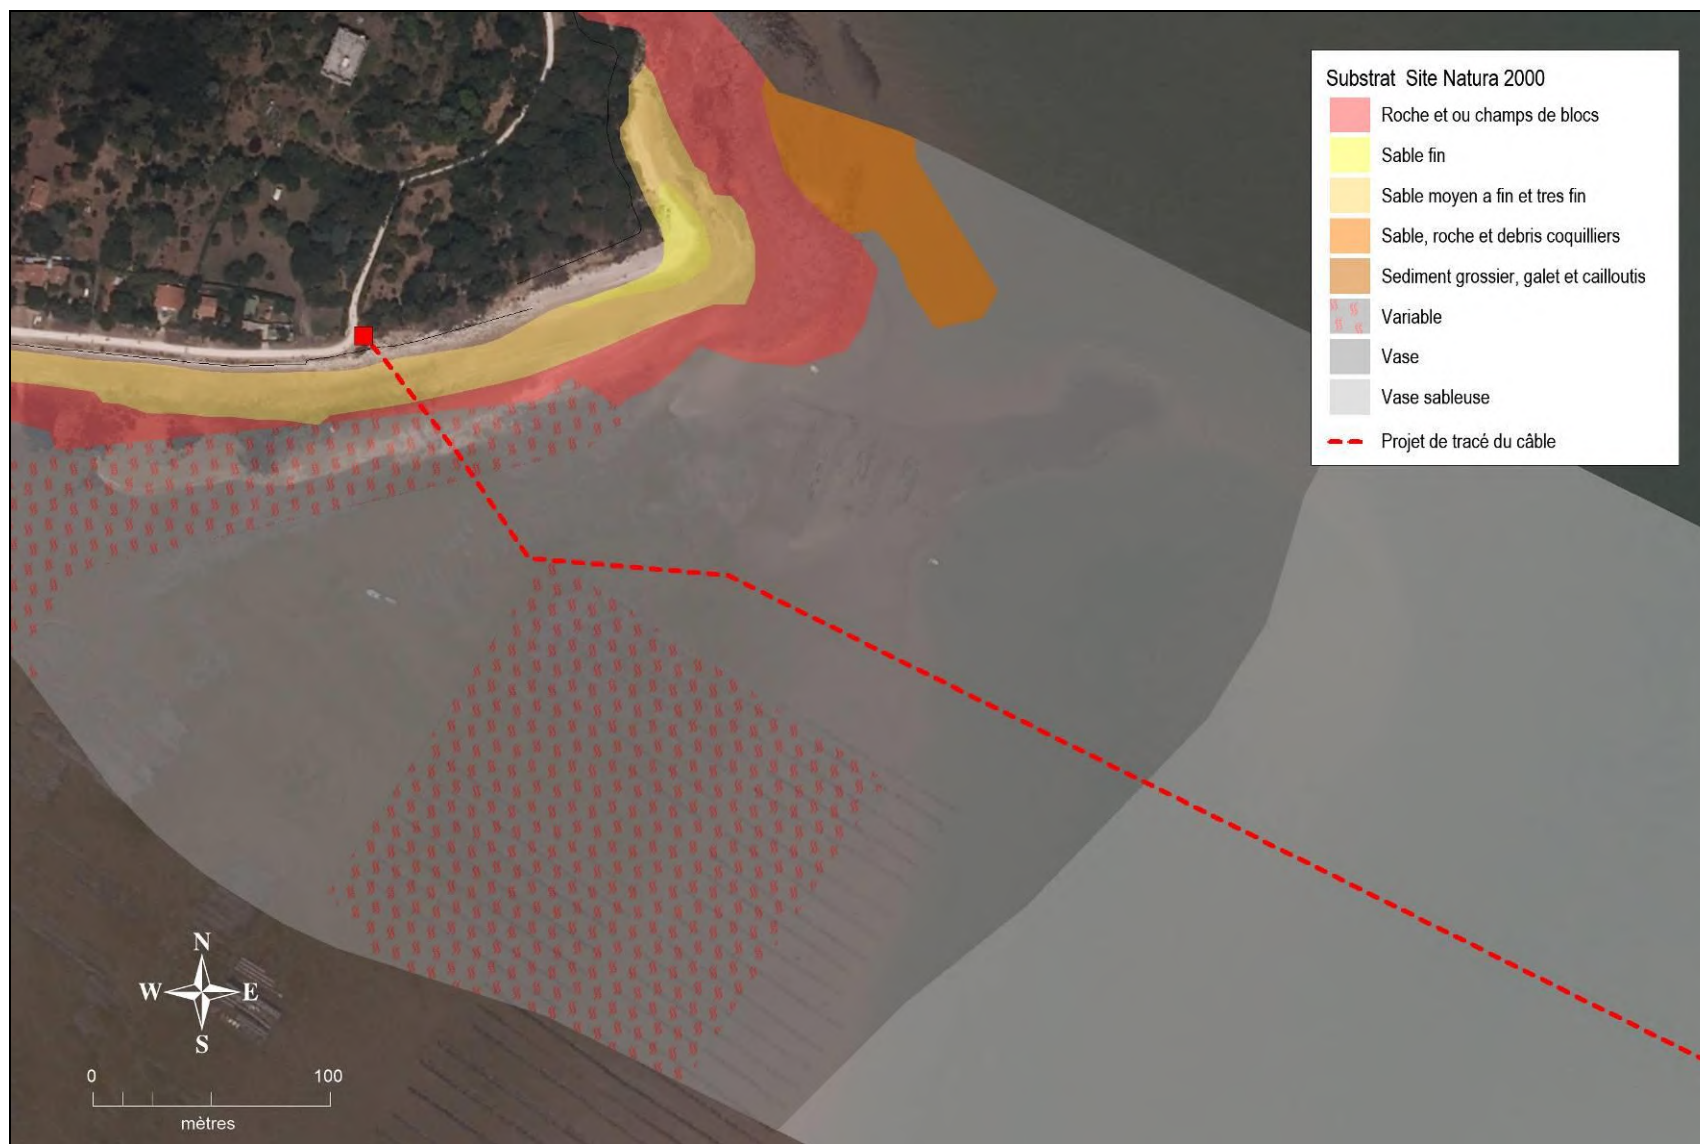 Substrat Site Natura 2000
Roche et ou champs de blocs
Sable fin
Sable moyen a fin et tres fin
Sable, roche et debris coquilliers
Sediment grossier, galet et cailloutis
Variable
Vase
Vase sableuse
Projet de tracé du câble
N
W E
S
0 100
mètres